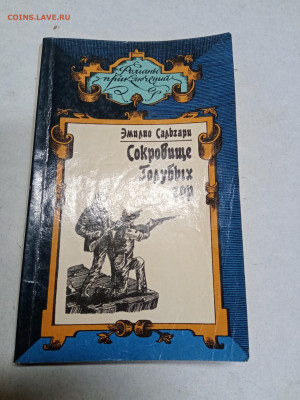 COINS.LAVE.RU
Романы
приключений
Эмилио Сальгари
Сокровище
Голубых
гор